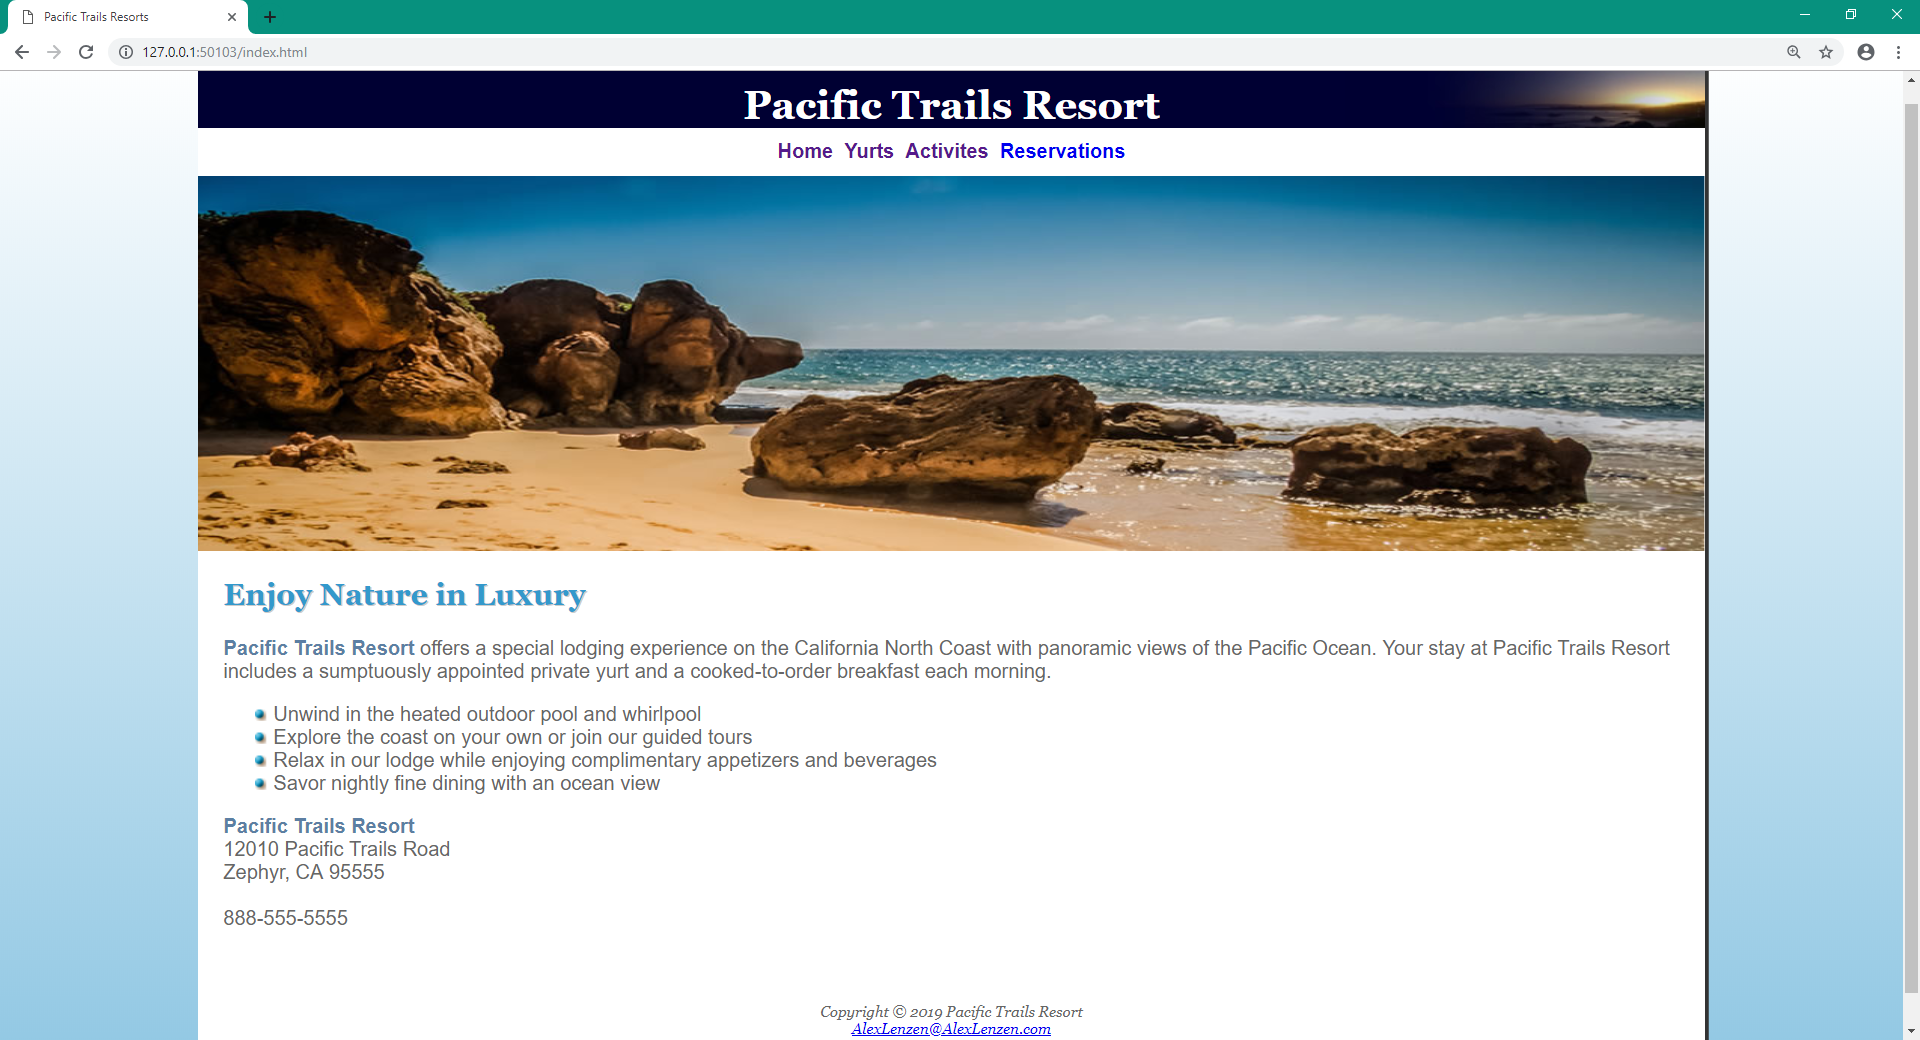 Pacific Trails Resorts
127.0.0.1:50103/index.html
Pacific Trails Resort
Home Yurts Activites Reservations
Enjoy Nature in Luxury
Pacific Trails Resort offers a special lodging experience on the California North Coast with panoramic views of the Pacific Ocean. Your stay at Pacific Trails Resort
includes a sumptuously appointed private yurt and a cooked-to-order breakfast each morning.
Unwind in the heated outdoor pool and whirlpool
Explore the coast on your own or join our guided tours
Relax in our lodge while enjoying complimentary appetizers and beverages
Savor nightly fine dining with an ocean view
Pacific Trails Resort
12010 Pacific Trails Road
Zephyr, CA 95555
888-555-5555
Copyright © 2019 Pacific Trails Resort
AlexLenzen@AlexLenzen.com